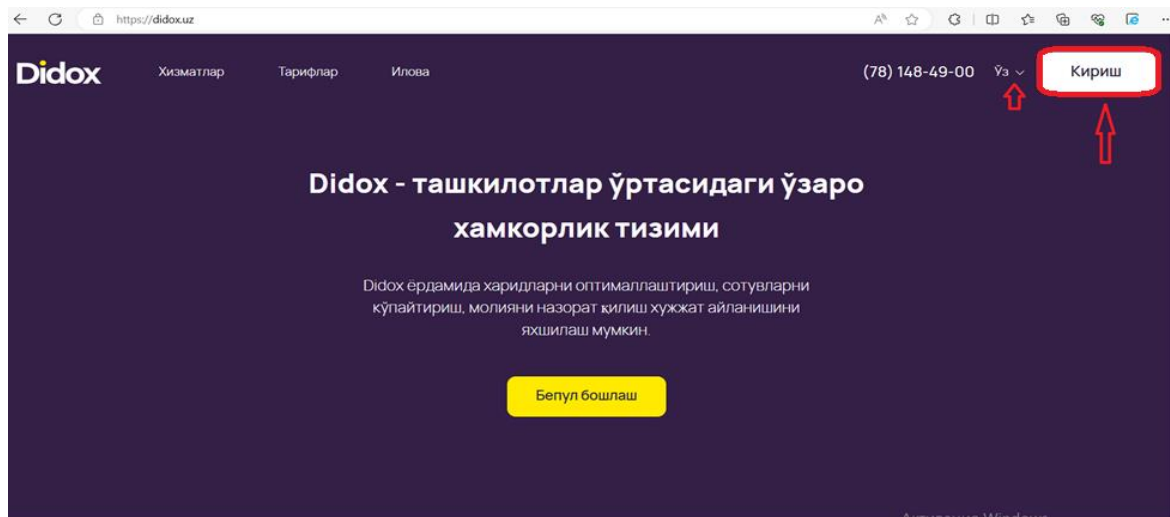 https://didox.uz
Didox
Хизматлар
Тарифлар
Илова
(78) 148-49-00
Ўз
Кириш
Didox - ташкилотлар ўртасидаги ўзаро
хамкорлик тизими
Didox ёрдамида харидларни оптималлаштириш, сотувларни
кўпайтириш, молияни назорат қилиш хужжат айланишини
яхшилаш мумкин.
Бепул бошлаш